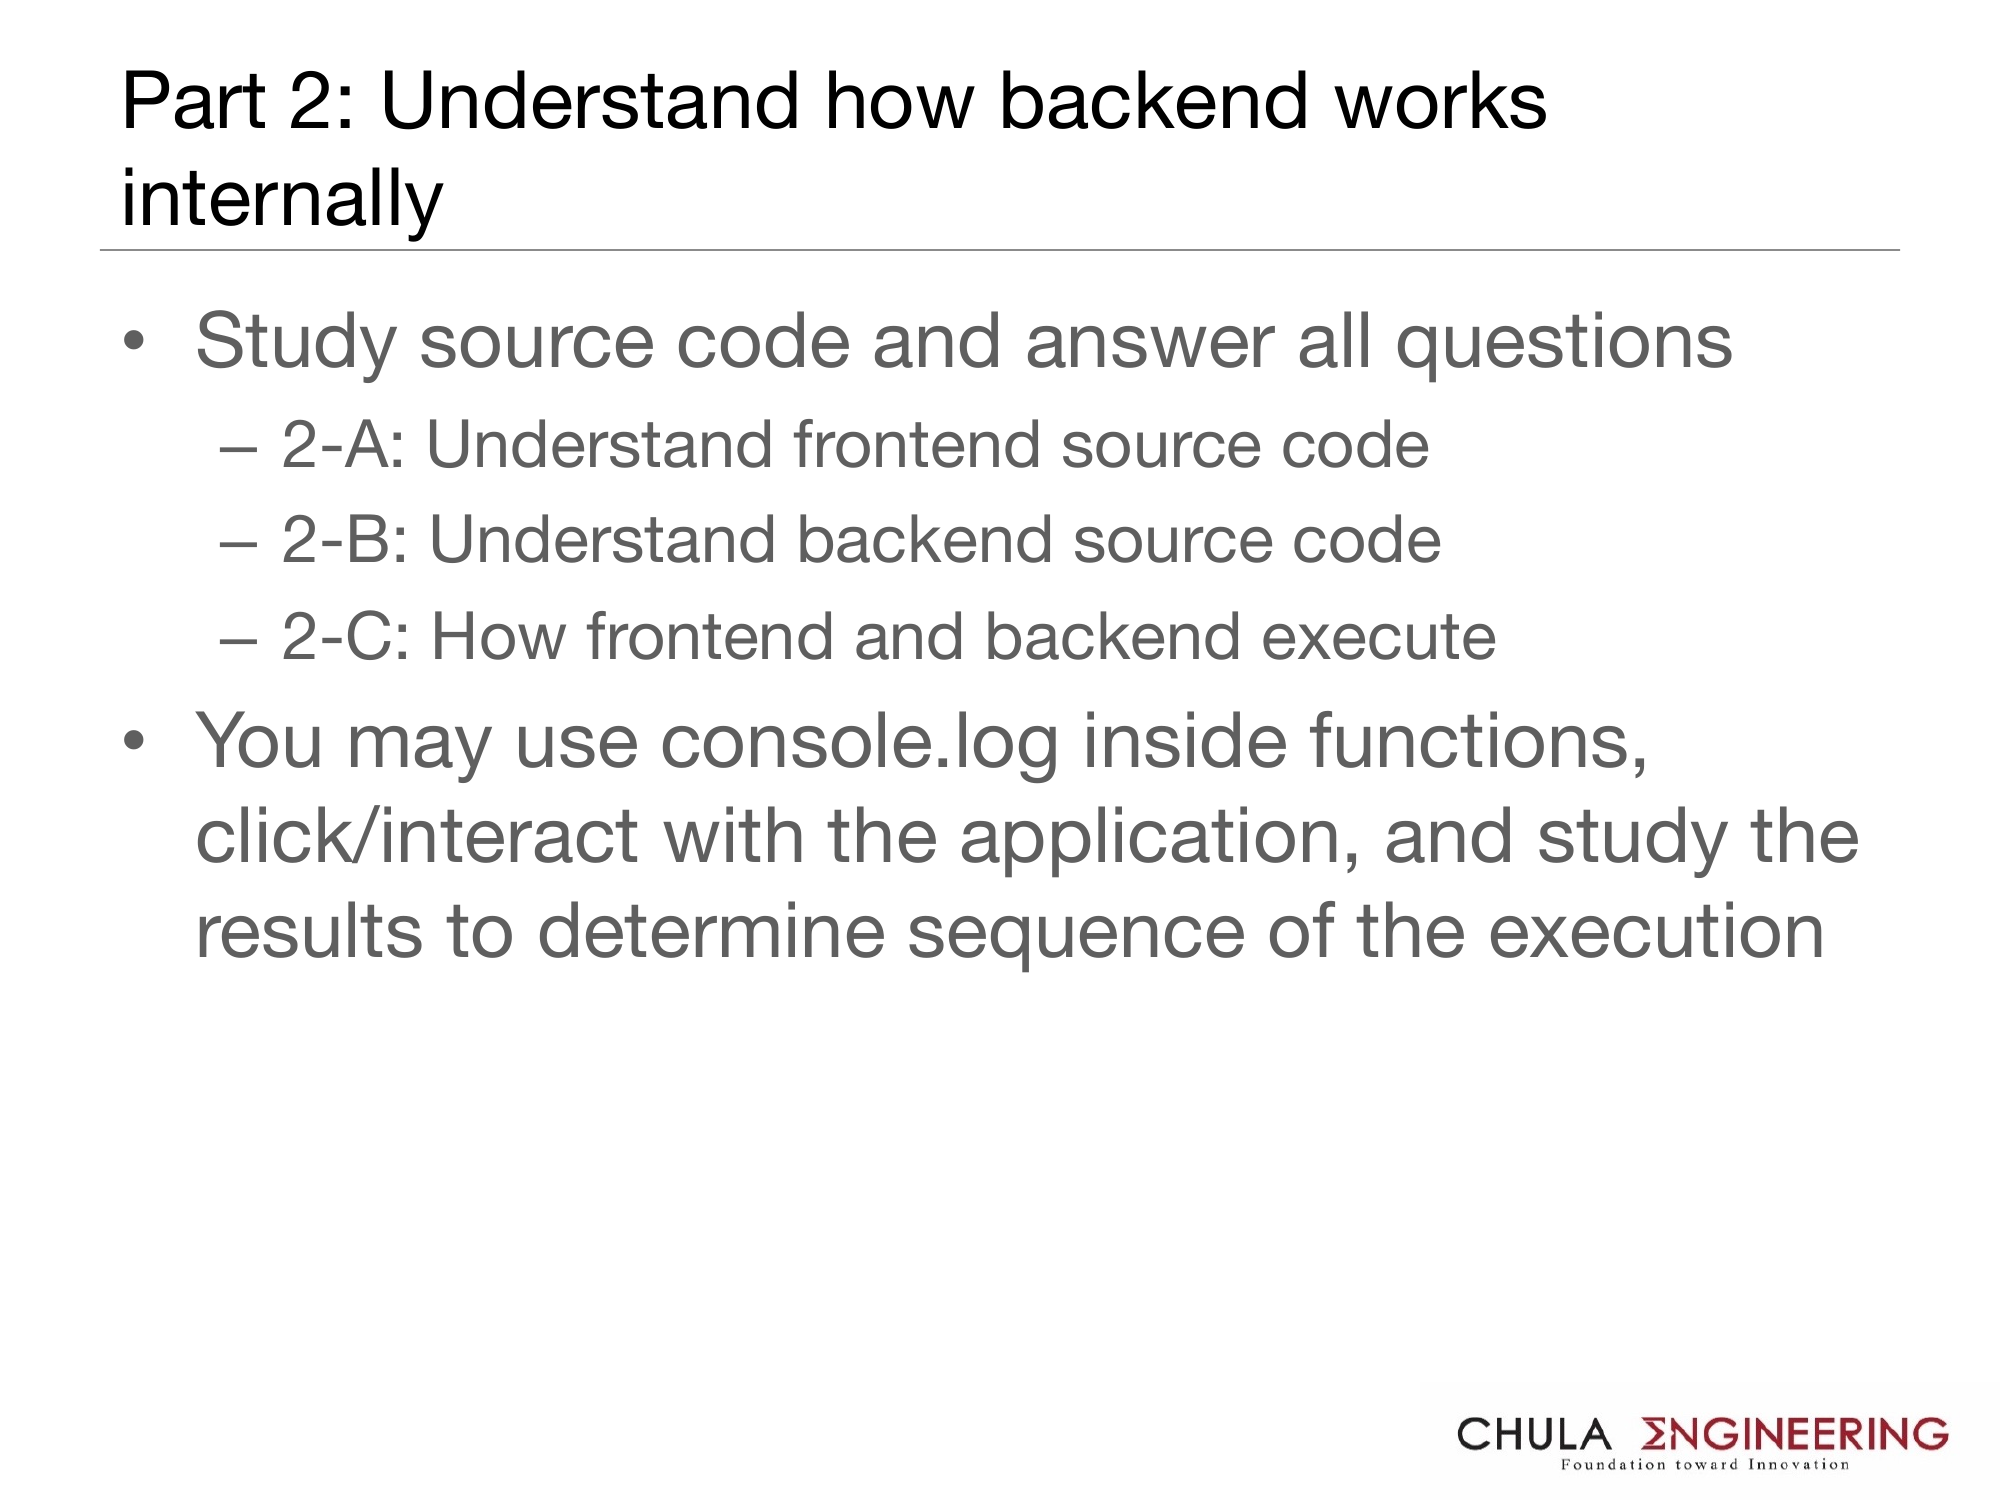 Part 2: Understand how backend works
internally
• Study source code and answer all questions
– 2-A: Understand frontend source code
– 2-B: Understand backend source code
– 2-C: How frontend and backend execute
• You may use console.log inside functions,
click/interact with the application, and study the
results to determine sequence of the execution
CHULA ΣNGINEERING
Foundation toward Innovation